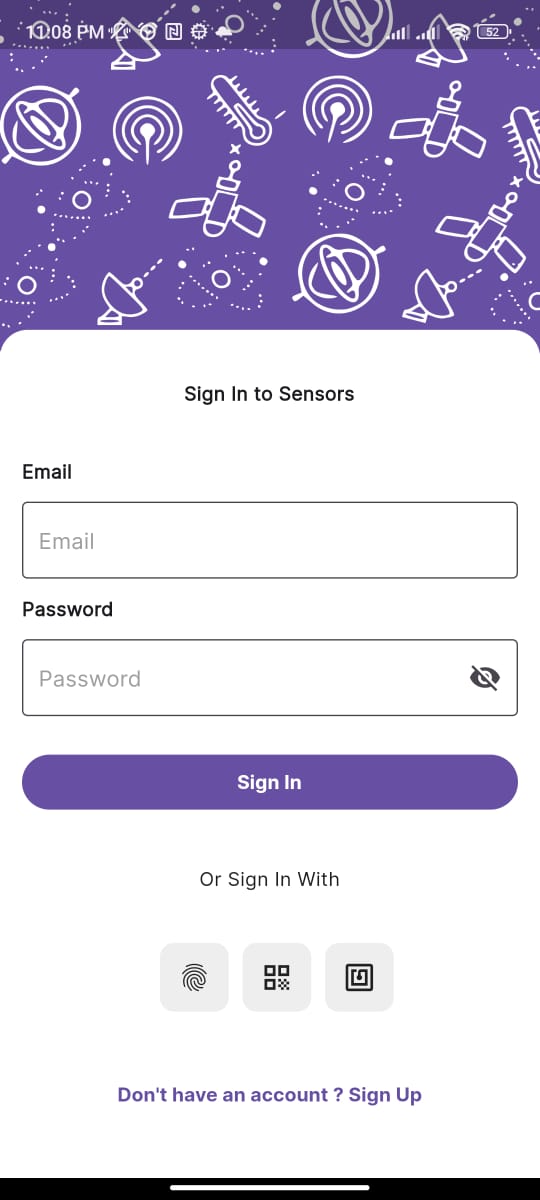 11:08 PM
52
Sign In to Sensors
Email
Email
Password
Password
Sign In
Or Sign In With
Don't have an account ? Sign Up